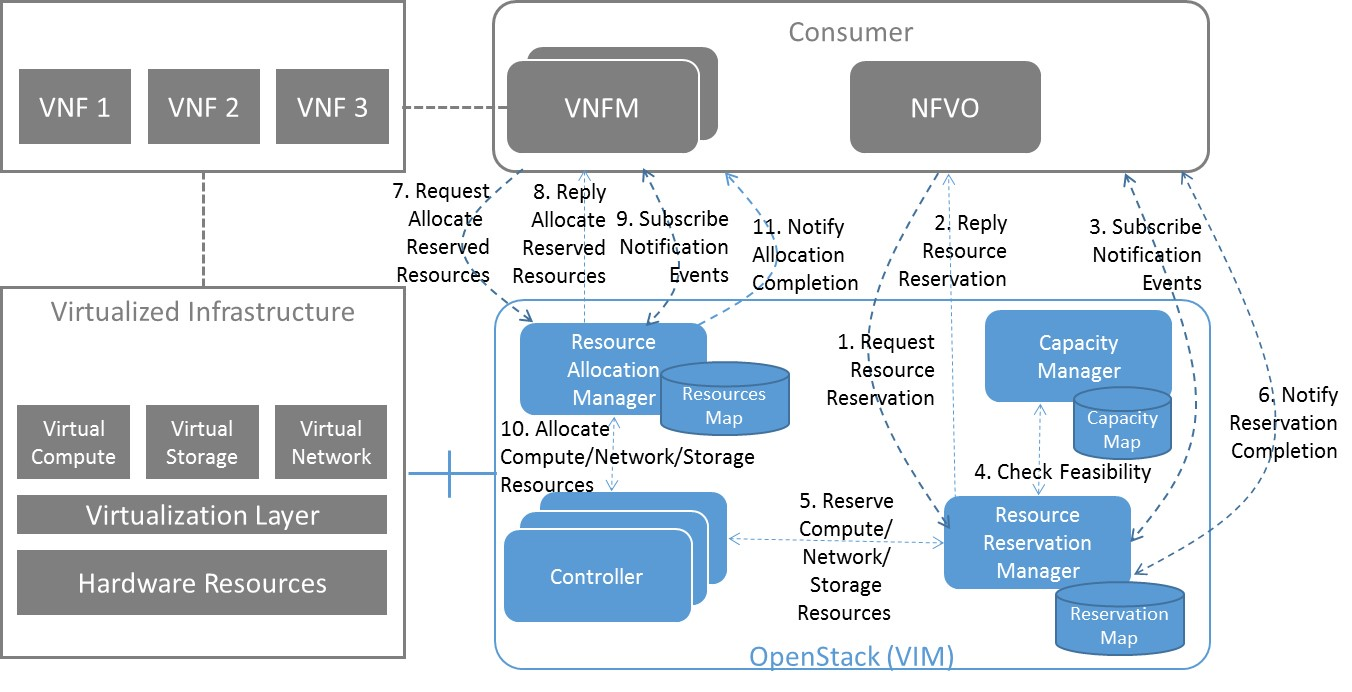 Consumer
VNF 1
VNF 2
VNF 3
VNFM
NFVO
7. Request
Allocate
Reserved
Resources
8. Reply
Allocate
Reserved
Resources
9. Subscribe
Notification
Events
11. Notify
Allocation
Completion
2. Reply
Resource
Reservation
3. Subscribe
Notification
Events
Virtualized Infrastructure
Virtual
Compute
Virtual
Storage
Virtual
Network
Virtualization Layer
Hardware Resources
Resource
Allocation
Manager
Resources
Map
1. Request
Resource
Reservation
Capacity
Manager
Capacity
Map
6. Notify
Reservation
Completion
10. Allocate
Compute/Network/Storage
Resources
4. Check Feasibility
Controller
5. Reserve
Compute/
Network/
Storage
Resources
Resource
Reservation
Manager
Reservation
Map
OpenStack (VIM)